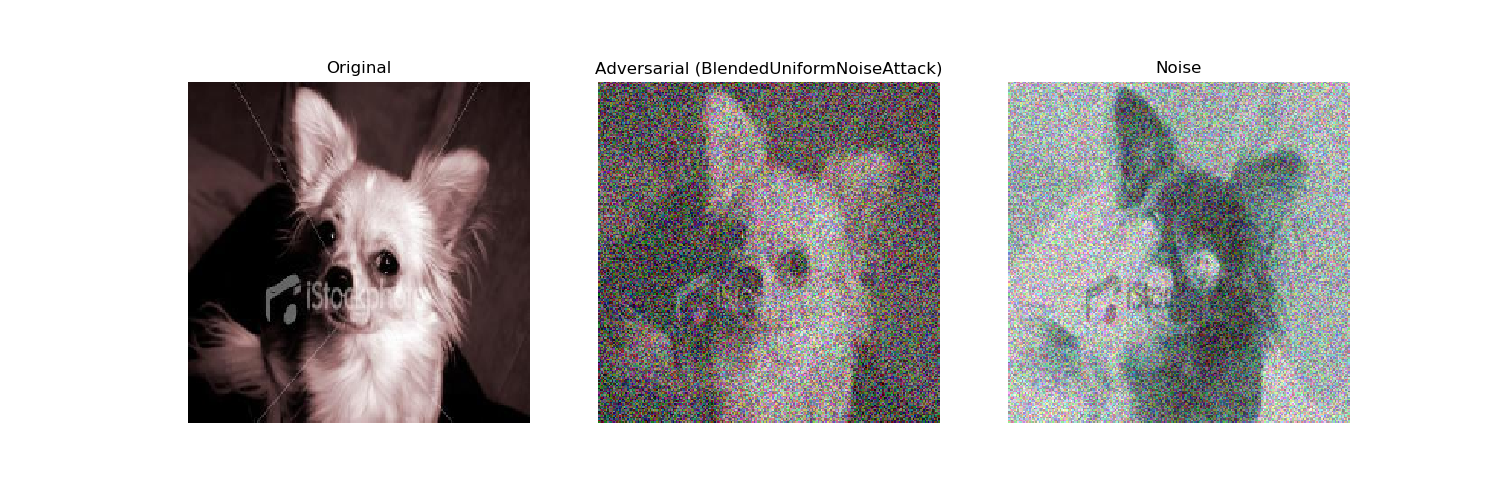 Original
Adversarial (BlendedUniformNoiseAttack)
Noise
iStockphoto